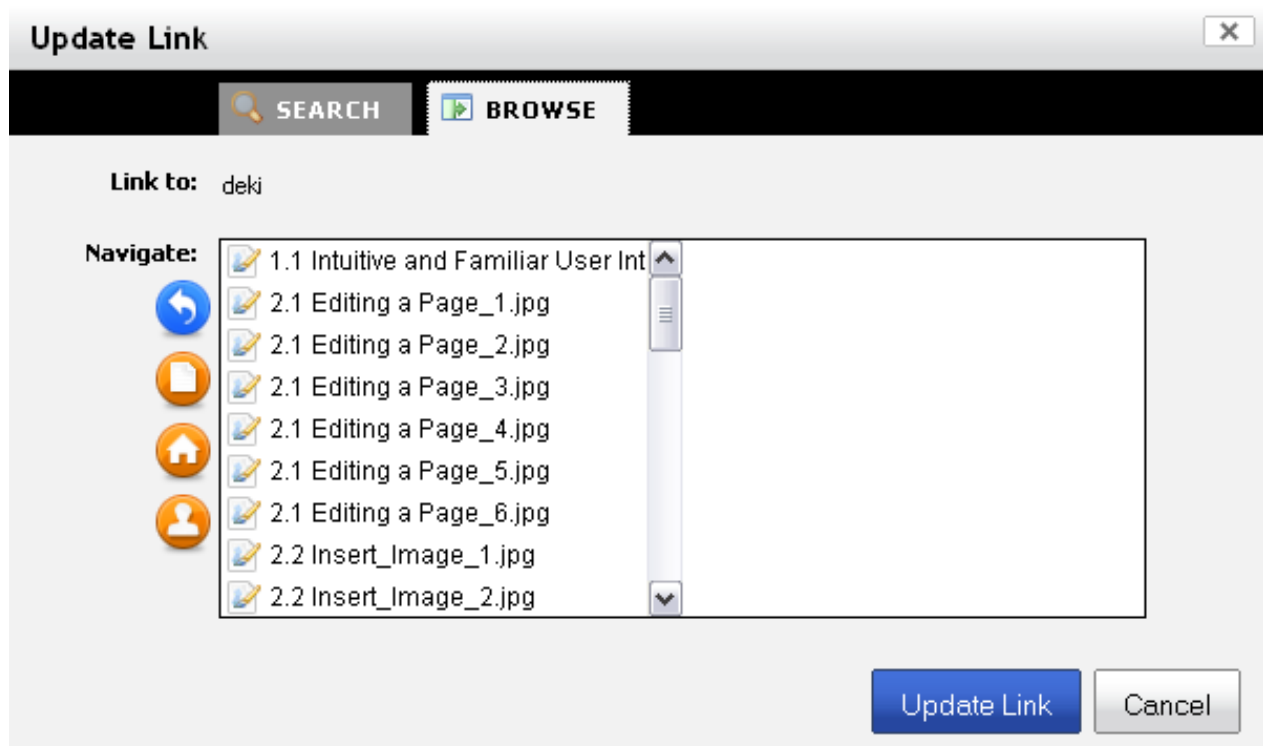 Update Link
SEARCH
BROWSE
Link to: deki
Navigate:
1.1 Intuitive and Familiar User Int
2.1 Editing a Page_1.jpg
2.1 Editing a Page_2.jpg
2.1 Editing a Page_3.jpg
2.1 Editing a Page_4.jpg
2.1 Editing a Page_5.jpg
2.1 Editing a Page_6.jpg
2.2 Insert_Image_1.jpg
2.2 Insert_Image_2.jpg
Update Link
Cancel